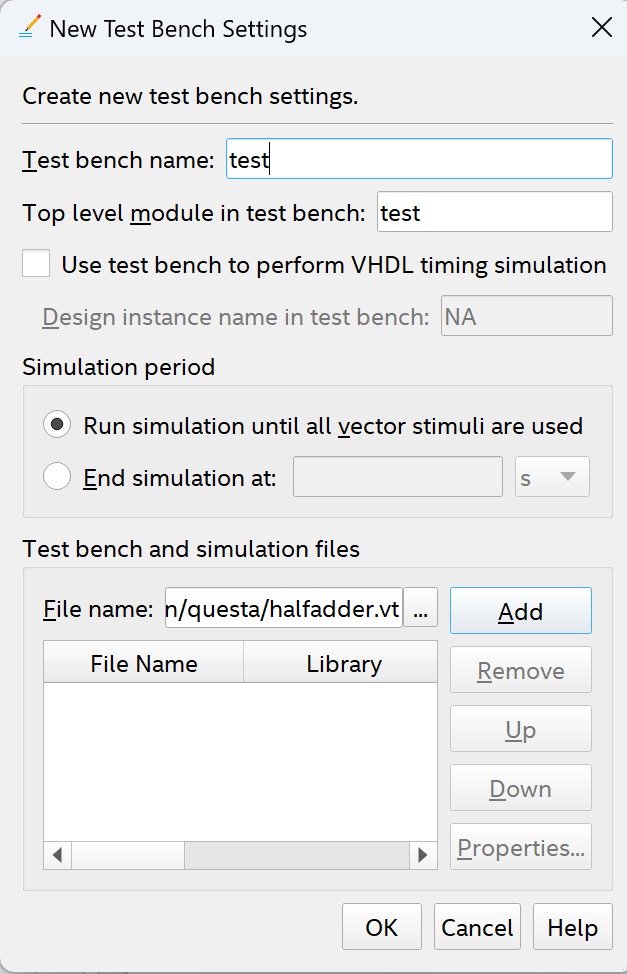 New Test Bench Settings
Create new test bench settings.
Test bench name: test
Top level module in test bench: test
Use test bench to perform VHDL timing simulation
Design instance name in test bench: NA
Simulation period
Run simulation until all vector stimuli are used
End simulation at: s
Test bench and simulation files
File name: n/questa/halfadder.vt ... Add
File Name Library
Remove
Up
Down
Properties...
OK Cancel Help